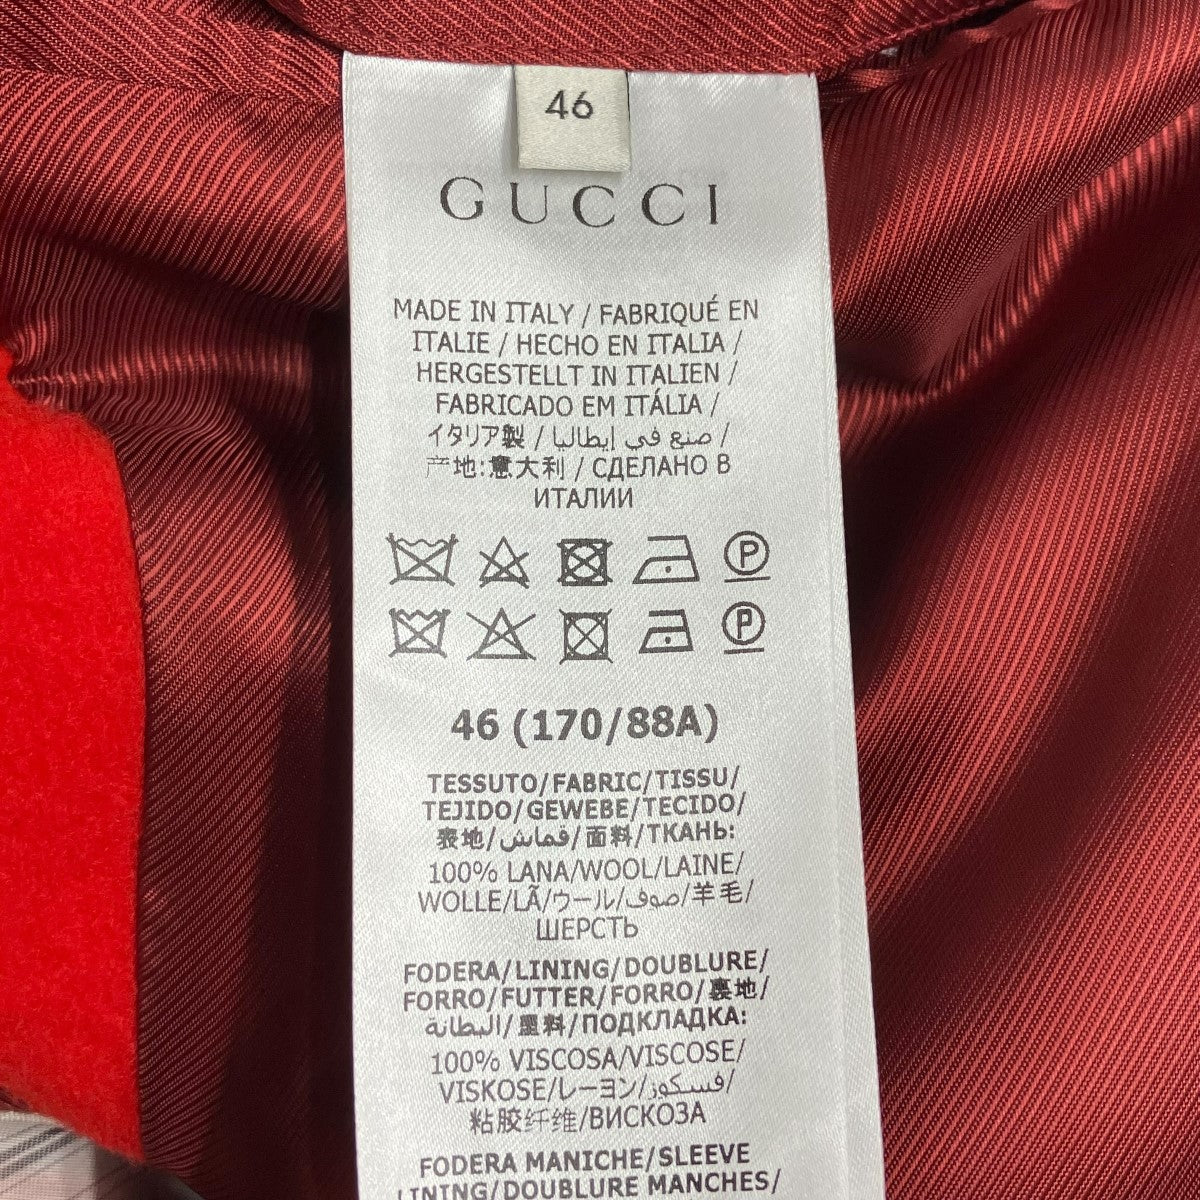 46
GUCCI
MADE IN ITALY / FABRIQUÉ EN
ITALIE / HECHO EN ITALIA /
HERGESTELLT IN ITALIEN /
FABRICADO EM ITÁLIA /
イタリア製 / صنع في إيطاليا /
产地:意大利 / СДЕЛАНО В
ИТАЛИИ
P
P
46 (170/88A)
TESSUTO/FABRIC/TISSU/
TEJIDO/GEWEBE/TECIDO/
表地/قماش/面料/ТКАНЬ:
100% LANA/WOOL/LAINE/
WOLLE/LÃ/ウール/صوف/羊毛/
ШЕРСТЬ
FODERA/LINING/DOUBLURE/
FORRO/FUTTER/FORRO/裏地/
البطانة/里料/ПОДКЛАДКА:
100% VISCOSA/VISCOSE/
VISKOSE/レーヨン/فسكوز/
粘胶纤维/ВИСКОЗА
FODERA MANICHE/SLEEVE
LINING/DOUBLURE MANCHES/